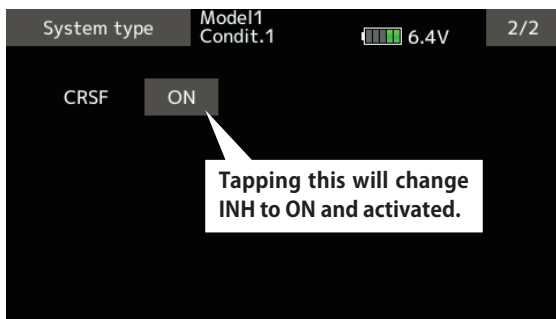 System type
Model1
Condit.1
6.4V
2/2
CRSF
ON
Tapping this will change
INH to ON and activated.